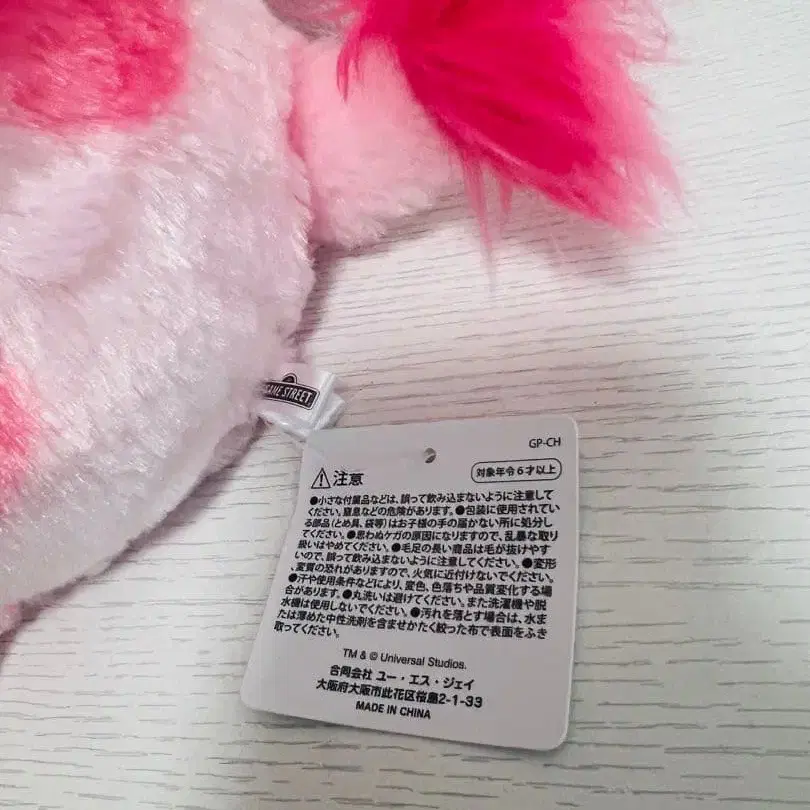 SAME STREET
GP-CH
⚠注意
対象年令6才以上
●小さな付属品などは、誤って飲み込まないように注意して
ください。窒息などの危険があります。●包装に使用されてい
る部品(とめ具、袋等)はお子様の手の届かない所に処分し
てください。●思わぬケガの原因になりますので、乱暴な取り
扱いはやめてください。●毛足の長い商品は毛が抜けやす
いので、誤って飲み込まないように注意してください。●変形、
変質の恐れがありますので、火気に近付けないでください。
●汗や使用条件などにより、変色、色落ちや品質変化する場
合があります。●丸洗いは避けてください。また洗濯機や脱
水機は使用しないでください。●汚れを落とす場合は、水ま
たは薄めた中性洗剤を含ませかたく絞った布で表面をふき
取ってください。
TM & © Universal Studios.
合同会社 ユー・エス・ジェイ
大阪府大阪市此花区桜島2-1-33
MADE IN CHINA